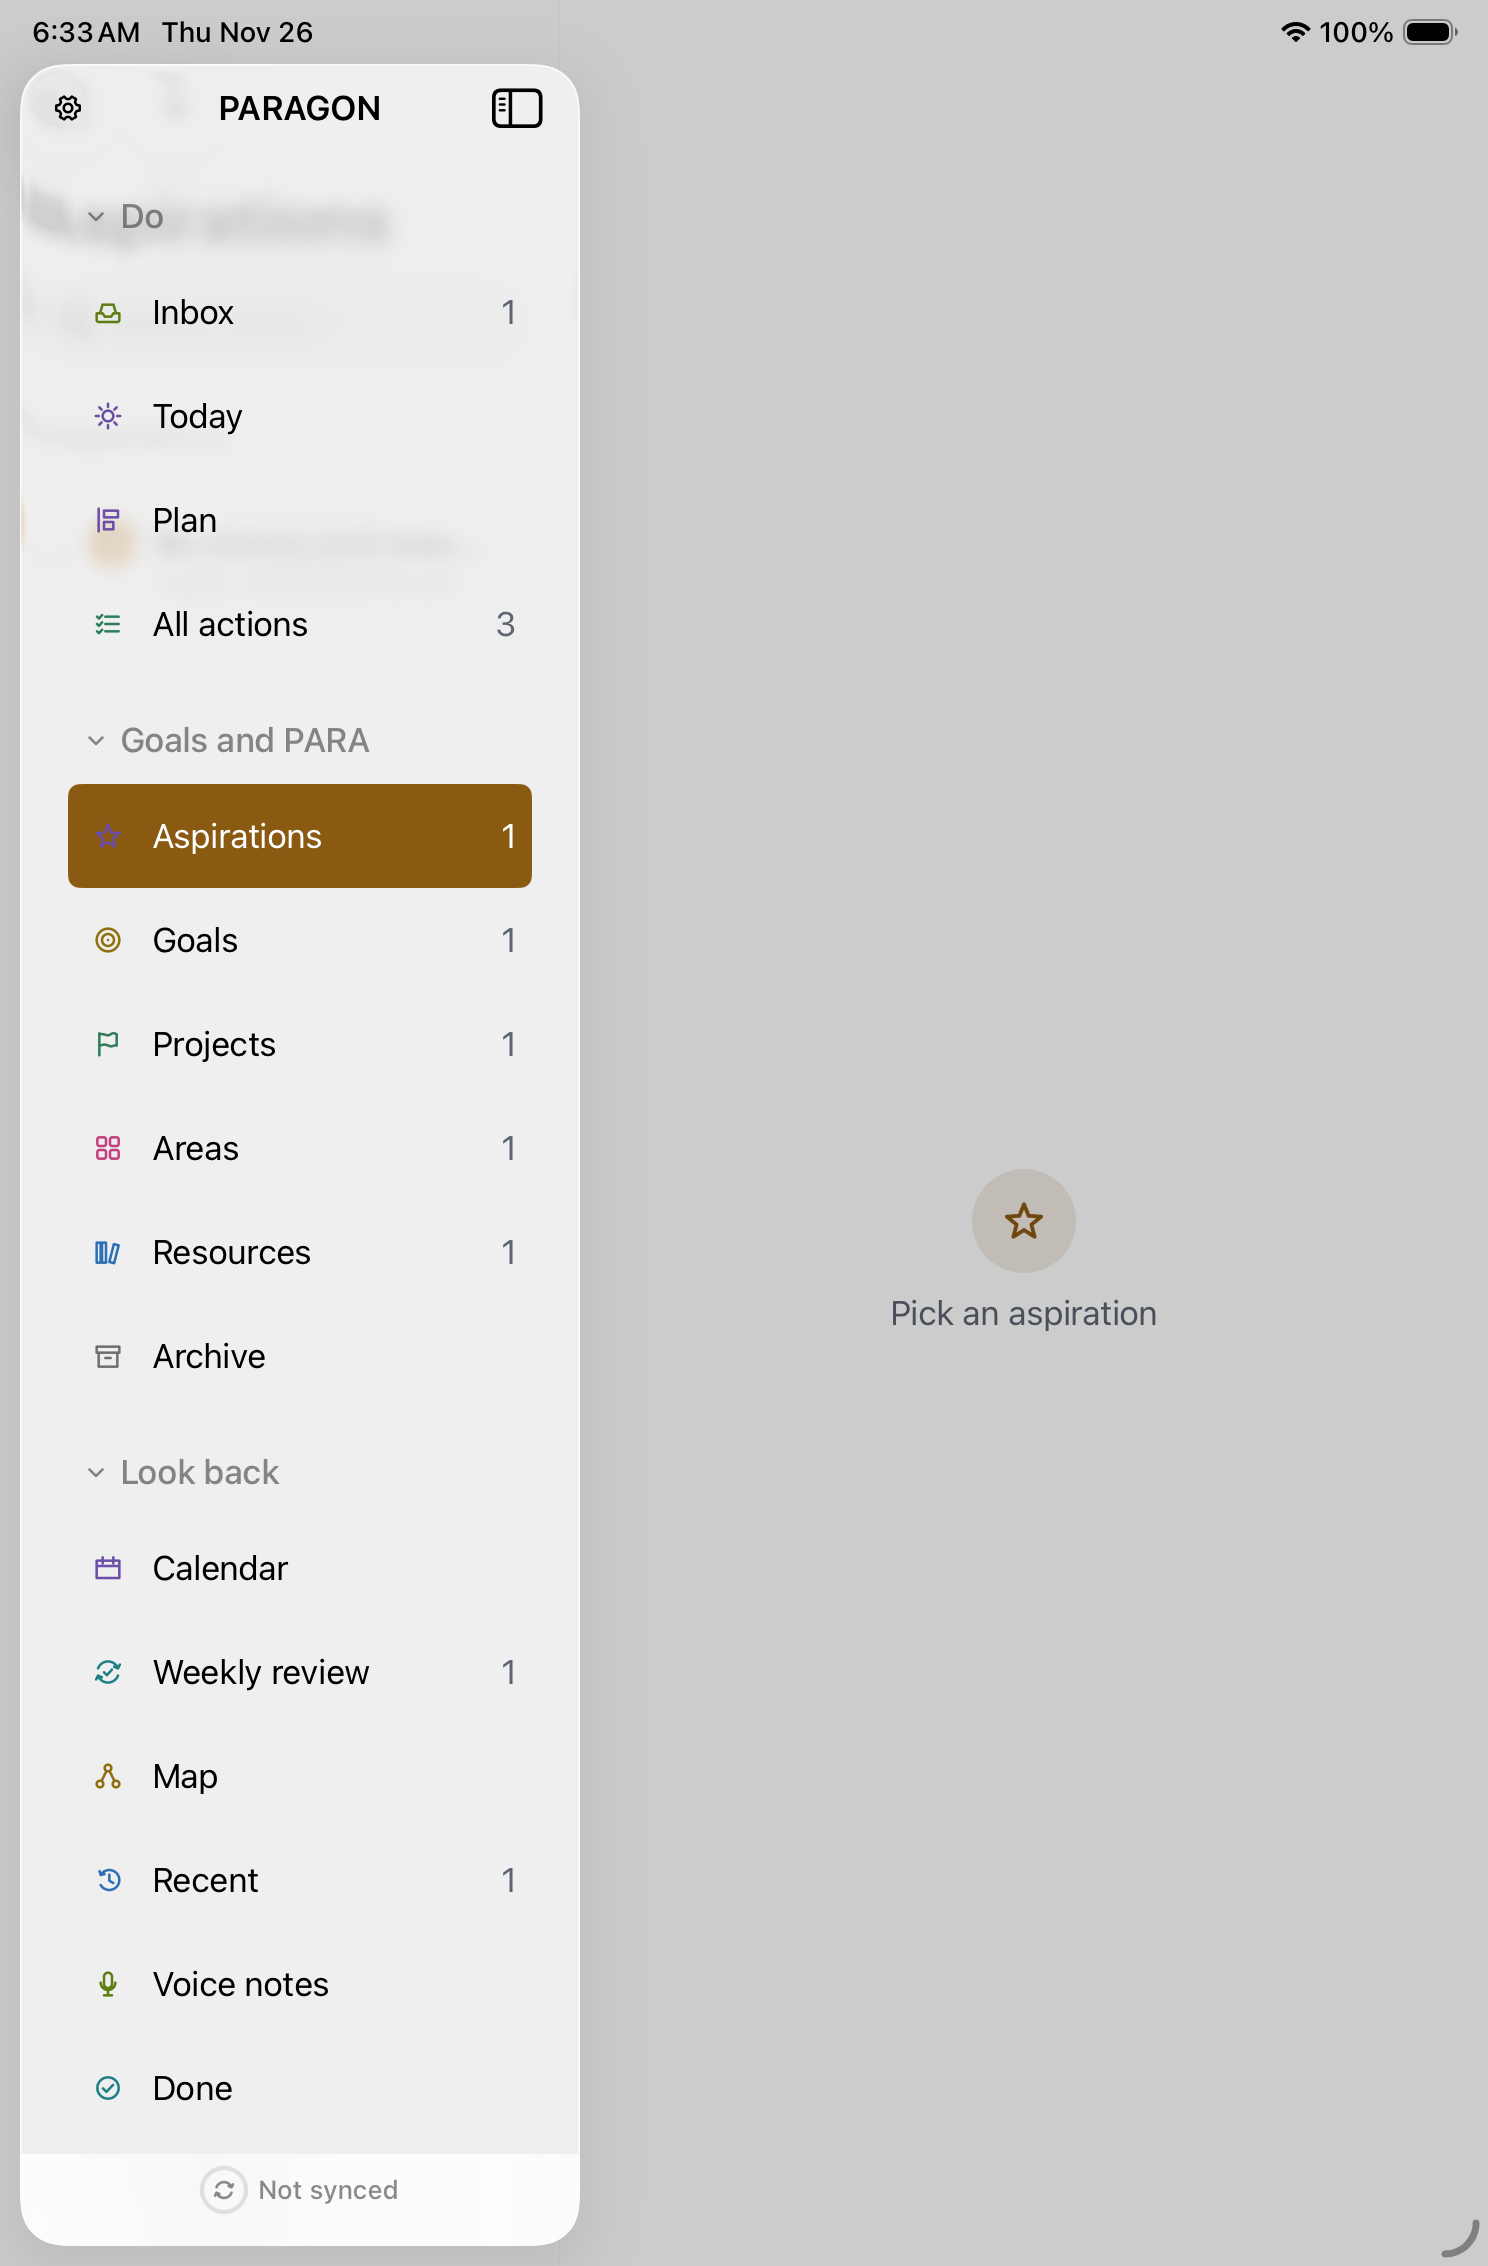 6:33 AM Thu Nov 26
100%
PARAGON
Do
Inbox 1
Today
Plan
All actions 3
Goals and PARA
Aspirations 1
Goals 1
Projects 1
Areas 1
Resources 1
Archive
Look back
Calendar
Weekly review 1
Map
Recent 1
Voice notes
Done
Not synced
Pick an aspiration